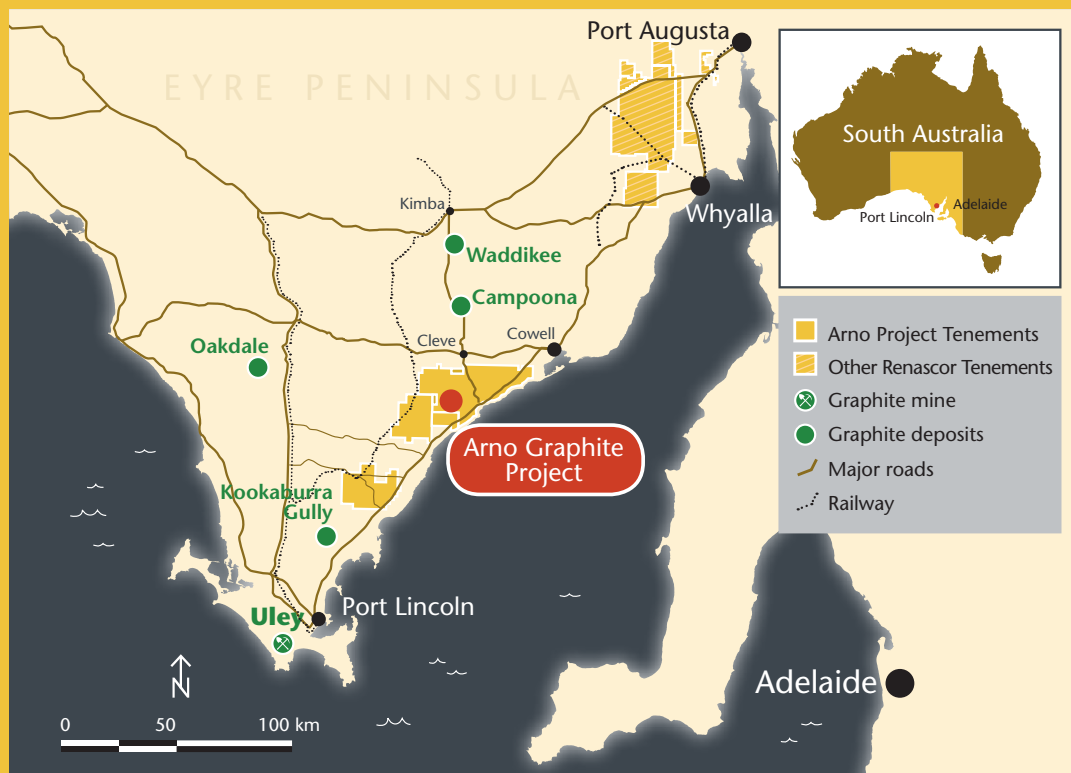 Port Augusta
EYRE PENINSULA
South Australia
Adelaide
Port Lincoln
Kimba
Whyalla
Waddikee
Campoona
Cowell
Cleve
Oakdale
Arno Graphite
Project
Kookaburra
Gully
Port Lincoln
Uley
Adelaide
N
0 50 100 km
Arno Project Tenements
Other Renascor Tenements
Graphite mine
Graphite deposits
Major roads
Railway